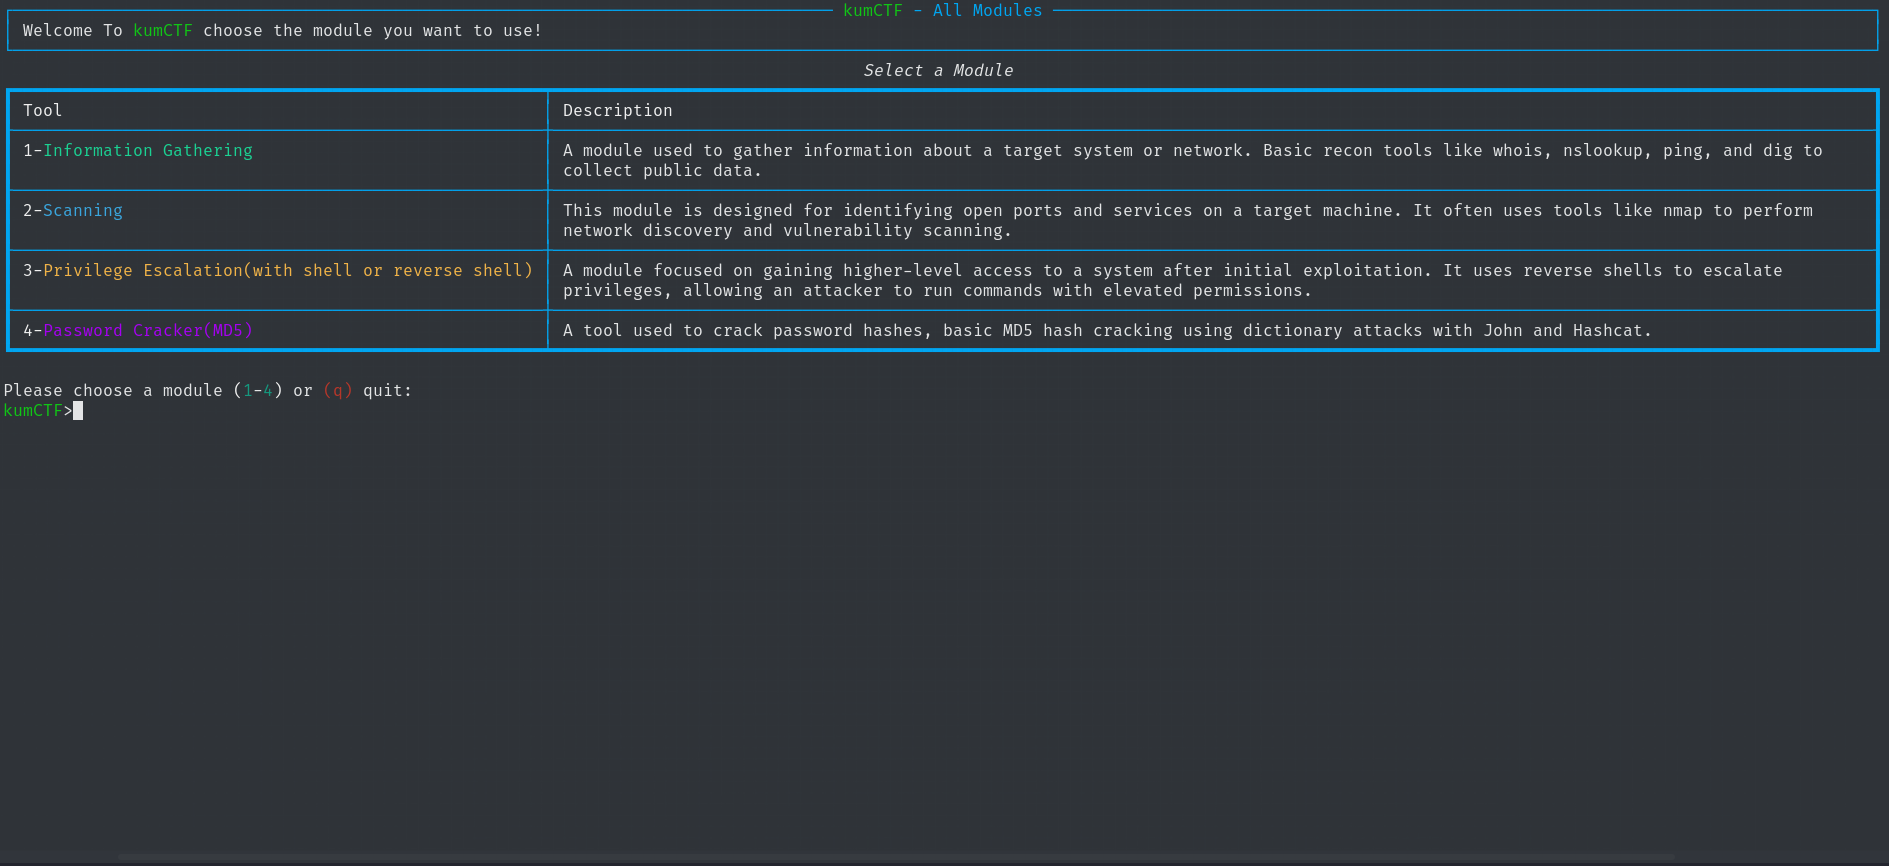 kumCTF - All Modules
Welcome To kumCTF choose the module you want to use!
Select a Module
Tool Description
1-Information Gathering A module used to gather information about a target system or network. Basic recon tools like whois, nslookup, ping, and dig to
collect public data.
2-Scanning This module is designed for identifying open ports and services on a target machine. It often uses tools like nmap to perform
network discovery and vulnerability scanning.
3-Privilege Escalation(with shell or reverse shell) A module focused on gaining higher-level access to a system after initial exploitation. It uses reverse shells to escalate
privileges, allowing an attacker to run commands with elevated permissions.
4-Password Cracker(MD5) A tool used to crack password hashes, basic MD5 hash cracking using dictionary attacks with John and Hashcat.
Please choose a module (1-4) or (q) quit:
kumCTF>